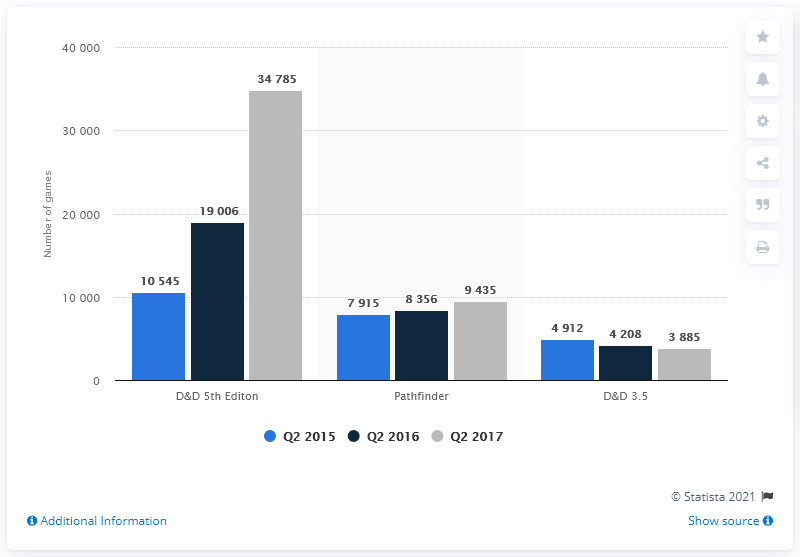 40 000
34 785
30 000
Number of games
20 000
19 006
10 545
10 000
7 915
8 356
9 435
4 912
4 208
3 885
0
D&D 5th Editon
Pathfinder
D&D 3.5
Q2 2015
Q2 2016
Q2 2017
© Statista 2021
Additional Information
Show source